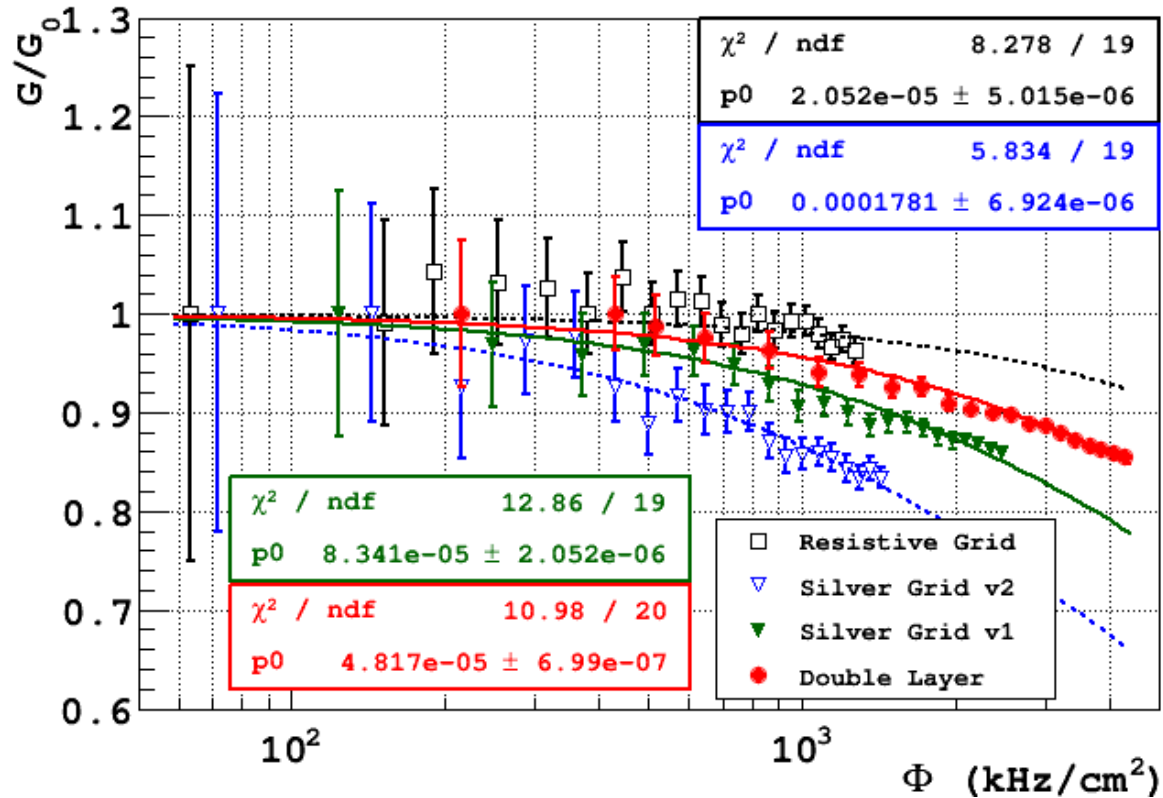 G/G₀
1.3
1.2
1.1
1
0.9
0.8
0.7
0.6
χ² / ndf 8.278 / 19
p0 2.052e-05 ± 5.015e-06
χ² / ndf 5.834 / 19
p0 0.0001781 ± 6.924e-06
χ² / ndf 12.86 / 19
p0 8.341e-05 ± 2.052e-06
χ² / ndf 10.98 / 20
p0 4.817e-05 ± 6.99e-07
Resistive Grid
Silver Grid v2
Silver Grid v1
Double Layer
10² 10³
Φ (kHz/cm²)